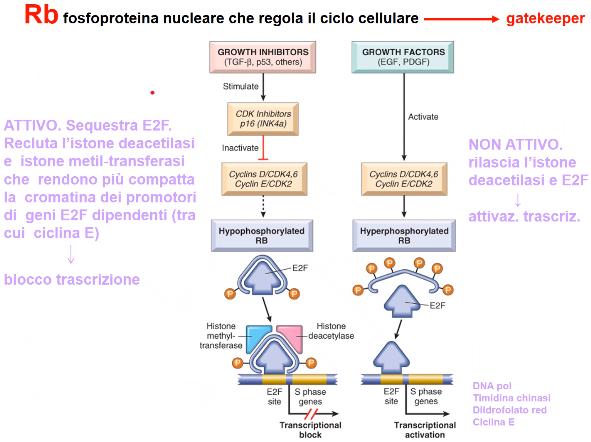 Rb fosfoproteina nucleare che regola il ciclo cellulare → gatekeeper
GROWTH INHIBITORS
(TGF-β, p53, others)
Stimulate
CDK Inhibitors
p16 (INK4a)
Inactivate
Cyclins D/CDK4,6
Cyclin E/CDK2
Hypophosphorylated
RB
E2F
P
P
Histone
methyl-
transferase
Histone
deacetylase
P
P
E2F
site
S phase
genes
Transcriptional
block
GROWTH FACTORS
(EGF, PDGF)
Activate
Cyclins D/CDK4,6
Cyclin E/CDK2
Hyperphosphorylated
RB
P
P
P
P
P
P
E2F
E2F
site
S phase
genes
Transcriptional
activation
ATTIVO. Sequestra E2F.
Recluta l'istone deacetilasi
e istone metil-transferasi
che rendono più compatta
la cromatina dei promotori
di geni E2F dipendenti (tra
cui ciclina E)
↓
blocco trascrizione
NON ATTIVO.
rilascia l'istone
deacetilasi e E2F
↓
attivaz. trascriz.
DNA pol
Timidina chinasi
Diidrofolato red
Ciclina E